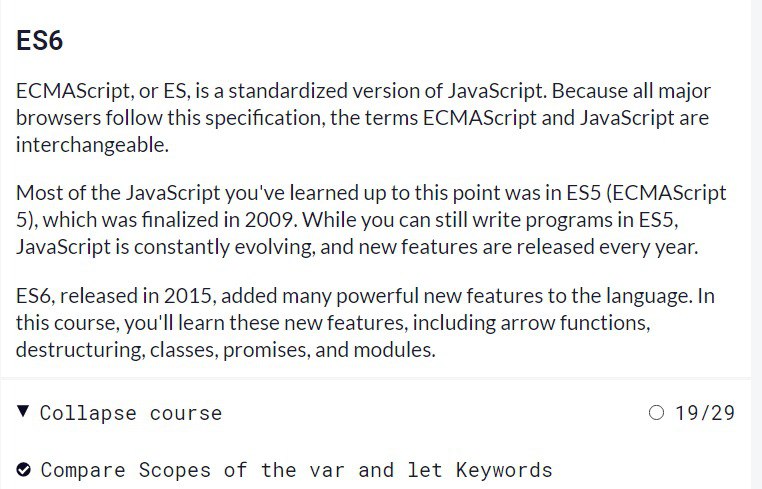 ES6
ECMAScript, or ES, is a standardized version of JavaScript. Because all major
browsers follow this specification, the terms ECMAScript and JavaScript are
interchangeable.
Most of the JavaScript you've learned up to this point was in ES5 (ECMAScript
5), which was finalized in 2009. While you can still write programs in ES5,
JavaScript is constantly evolving, and new features are released every year.
ES6, released in 2015, added many powerful new features to the language. In
this course, you'll learn these new features, including arrow functions,
destructuring, classes, promises, and modules.
Collapse course 19/29
Compare Scopes of the var and let Keywords